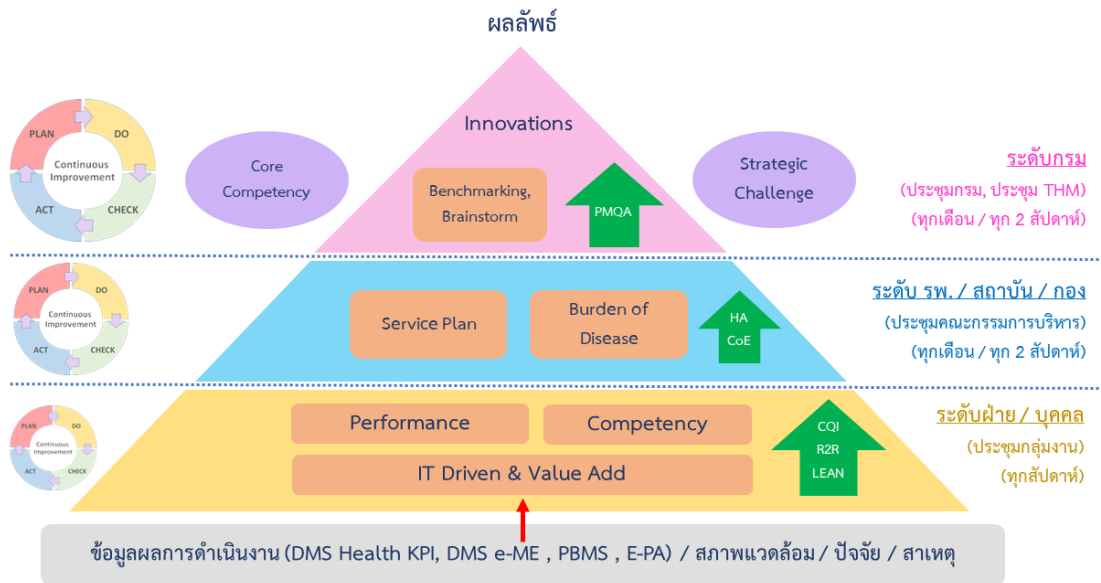 ผลลัพธ์
Innovations
PLAN
DO
Continuous
Improvement
ACT
CHECK
Core
Competency
Benchmarking,
Brainstorm
PMQA
Strategic
Challenge
ระดับกรม
(ประชุมกรม, ประชุม THM)
(ทุกเดือน / ทุก 2 สัปดาห์)
PLAN
DO
Continuous
Improvement
ACT
CHECK
Service Plan
Burden of
Disease
HA
CoE
ระดับ รพ. / สถาบัน / กอง
(ประชุมคณะกรรมการบริหาร)
(ทุกเดือน / ทุก 2 สัปดาห์)
PLAN
DO
Continuous
Improvement
ACT
CHECK
Performance
Competency
IT Driven & Value Add
CQI
R2R
LEAN
ระดับฝ่าย / บุคคล
(ประชุมกลุ่มงาน)
(ทุกสัปดาห์)
ข้อมูลผลการดำเนินงาน (DMS Health KPI, DMS e-ME , PBMS , E-PA) / สภาพแวดล้อม / ปัจจัย / สาเหตุ